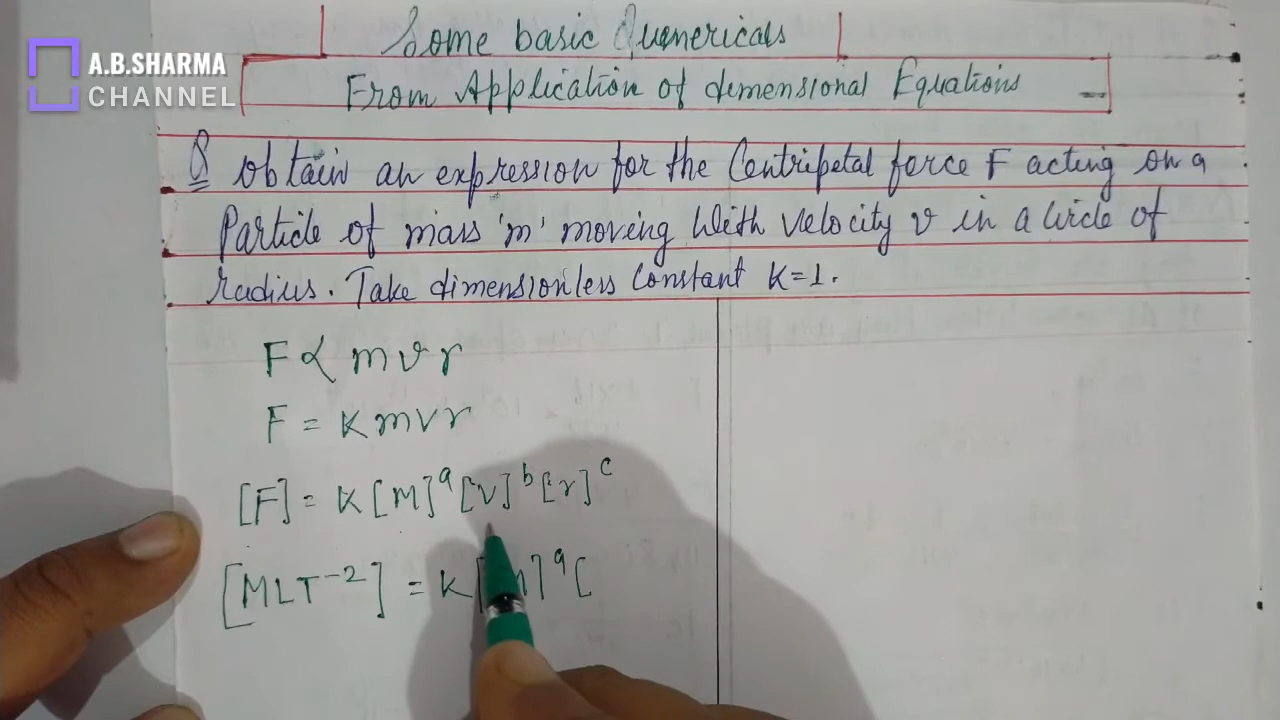 A.B.SHARMA
CHANNEL
Some basic Qumericals
From Application of dimensional Equations
Q obtain an expression for the Centripetal force F acting on a
Particle of mass 'm' moving With velocity v in a Circle of
radius. Take dimensionless Constant K=1.
F ∝ m v r
F = K m v r
[F] = K [M]ᵃ [V]ᵇ [r]ᶜ
[MLT⁻²] = K [ ]ᵃ [